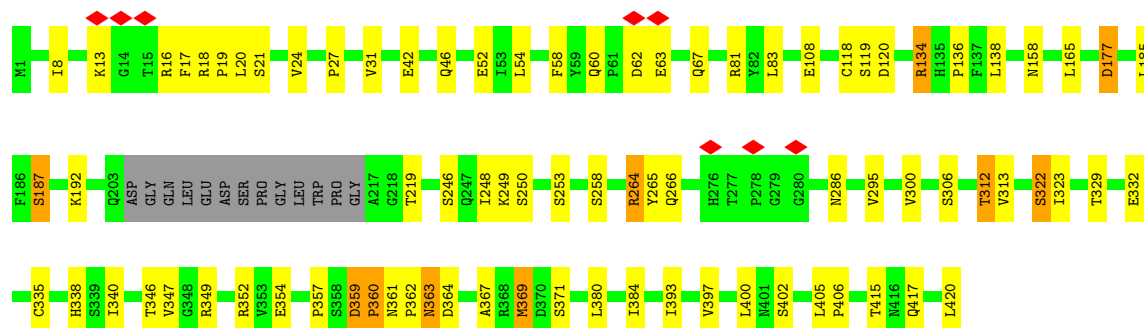 M1 I8 K13 G14 T15 R16 F17 R18 P19 L20 S21 V24 P27 V31 E42 Q46 E52 I53 L54 F58 Y59 Q60 P61 D62 E63 Q67 R81 Y82 L83 E108 C118 S119 D120 R134 H135 P136 F137 L138 N158 L165 D177 L185
F186 S187 K192 Q203 ASP GLY GLN LEU GLU ASP SER PRO GLY LEU TRP PRO GLY A217 G218 T219 S246 Q247 I248 K249 S250 S253 S258 R264 Y265 Q266 H276 T277 P278 G279 G280 N286 V295 V300 S306 T312 V313 S322 I323 T329 E332
C335 H338 S339 I340 T346 V347 G348 R349 R352 V353 E354 P357 S358 D359 P360 N361 P362 N363 D364 A367 R368 M369 D370 S371 L380 I384 I393 V397 L400 N401 S402 L405 P406 T415 N416 Q417 L420